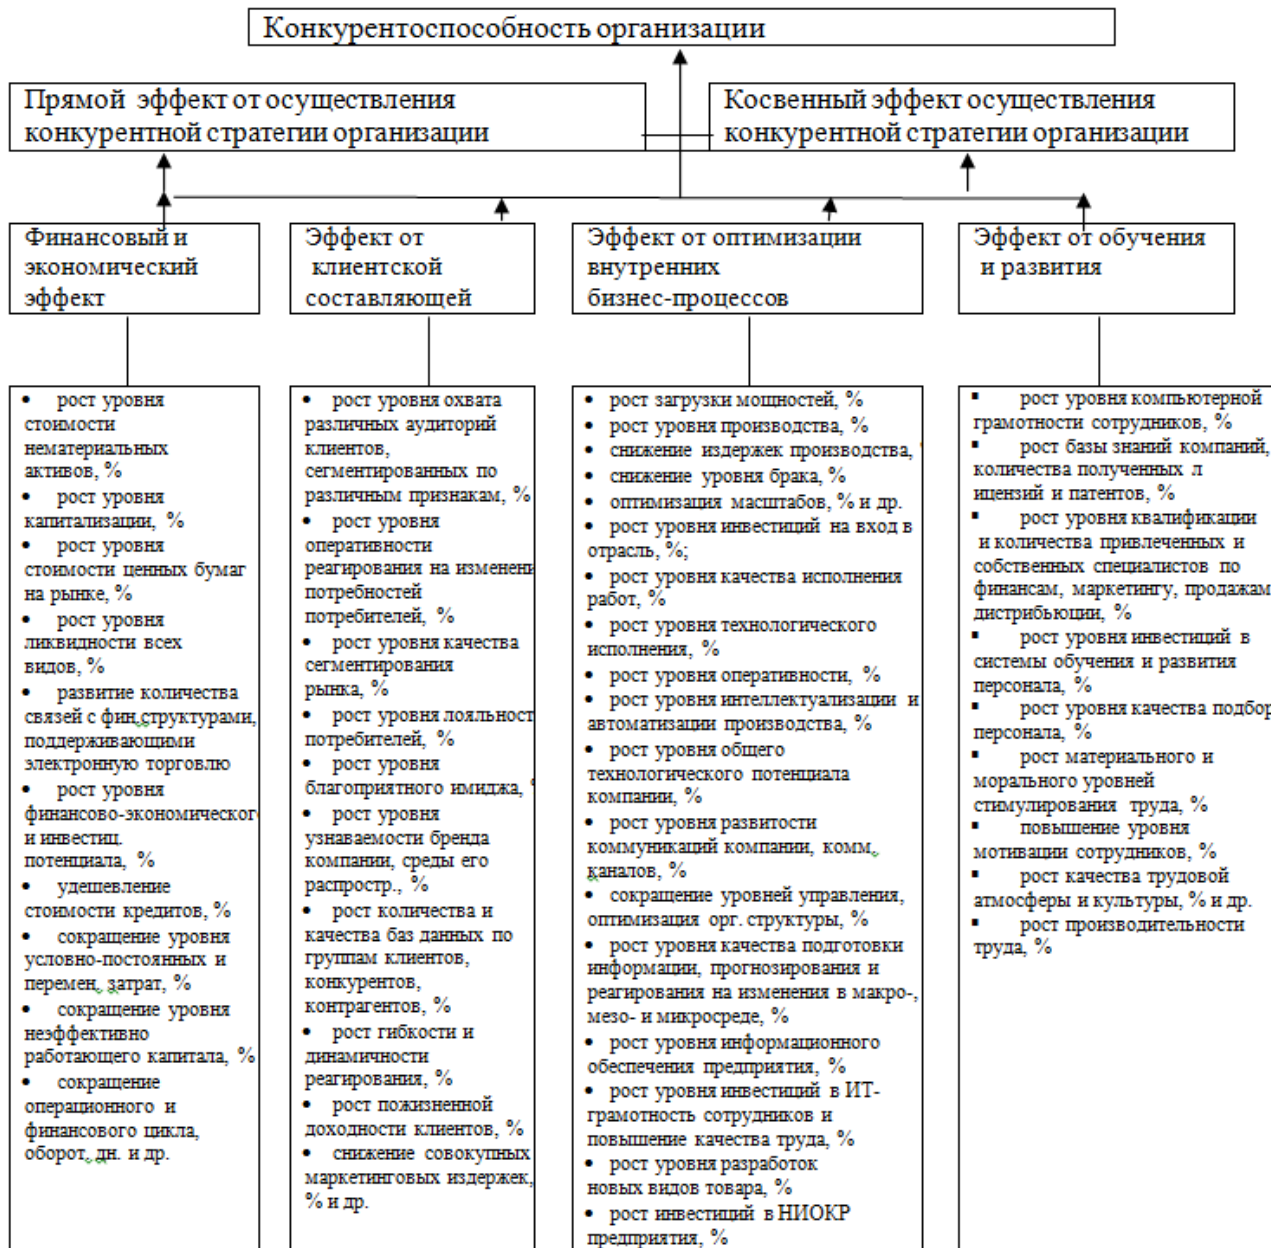 Конкурентоспособность организации
Прямой эффект от осуществления
конкурентной стратегии организации
Косвенный эффект осуществления
конкурентной стратегии организации
Финансовый и
экономический
эффект
Эффект от
клиентской
составляющей
Эффект от оптимизации
внутренних
бизнес-процессов
Эффект от обучения
и развития
• рост уровня
стоимости
нематериальных
активов, %
• рост уровня
капитализации, %
• рост уровня
стоимости ценных бумаг
на рынке, %
• рост уровня
ликвидности всех
видов, %
• развитие количества
связей с фин.структурами,
поддерживающими
электронную торговлю
• рост уровня
финансово-экономическог
и инвестиц.
потенциала, %
• удешевление
стоимости кредитов, %
• сокращение уровня
условно-постоянных и
перемен. затрат, %
• сокращение уровня
неэффективно
работающего капитала, %
• сокращение
операционного и
финансового цикла,
оборот. дн. и др.
• рост уровня охвата
различных аудиторий
клиентов,
сегментированных по
различным признакам, %
• рост уровня
оперативности
реагирования на изменени
потребностей
потребителей, %
• рост уровня качества
сегментирования
рынка, %
• рост уровня лояльност
потребителей, %
• рост уровня
благоприятного имиджа,
• рост уровня
узнаваемости бренда
компании, среды его
распростр., %
• рост количества и
качества баз данных по
группам клиентов,
конкурентов,
контрагентов, %
• рост гибкости и
динамичности
реагирования, %
• рост пожизненной
доходности клиентов, %
• снижение совокупных
маркетинговых издержек,
% и др.
• рост загрузки мощностей, %
• рост уровня производства, %
• снижение издержек производства,
• снижение уровня брака, %
• оптимизация масштабов, % и др.
• рост уровня инвестиций на вход в
отрасль, %;
• рост уровня качества исполнения
работ, %
• рост уровня технологического
исполнения, %
• рост уровня оперативности, %
• рост уровня интеллектуализации и
автоматизации производства, %
• рост уровня общего
технологического потенциала
компании, %
• рост уровня развитости
коммуникаций компании, комм.
каналов, %
• сокращение уровней управления,
оптимизация орг. структуры, %
• рост уровня качества подготовки
информации, прогнозирования и
реагирования на изменения в макро-,
мезо- и микросреде, %
• рост уровня информационного
обеспечения предприятия, %
• рост уровня инвестиций в ИТ-
грамотность сотрудников и
повышение качества труда, %
• рост уровня разработок
новых видов товара, %
• рост инвестиций в НИОКР
предприятия, %
▪ рост уровня компьютерной
грамотности сотрудников, %
▪ рост базы знаний компаний,
количества полученных л
ицензий и патентов, %
▪ рост уровня квалификации
и количества привлеченных и
собственных специалистов по
финансам, маркетингу, продажам
дистрибьюции, %
▪ рост уровня инвестиций в
системы обучения и развития
персонала, %
▪ рост уровня качества подбор
персонала, %
▪ рост материального и
морального уровней
стимулирования труда, %
▪ повышение уровня
мотивации сотрудников, %
▪ рост качества трудовой
атмосферы и культуры, % и др.
▪ рост производительности
труда, %